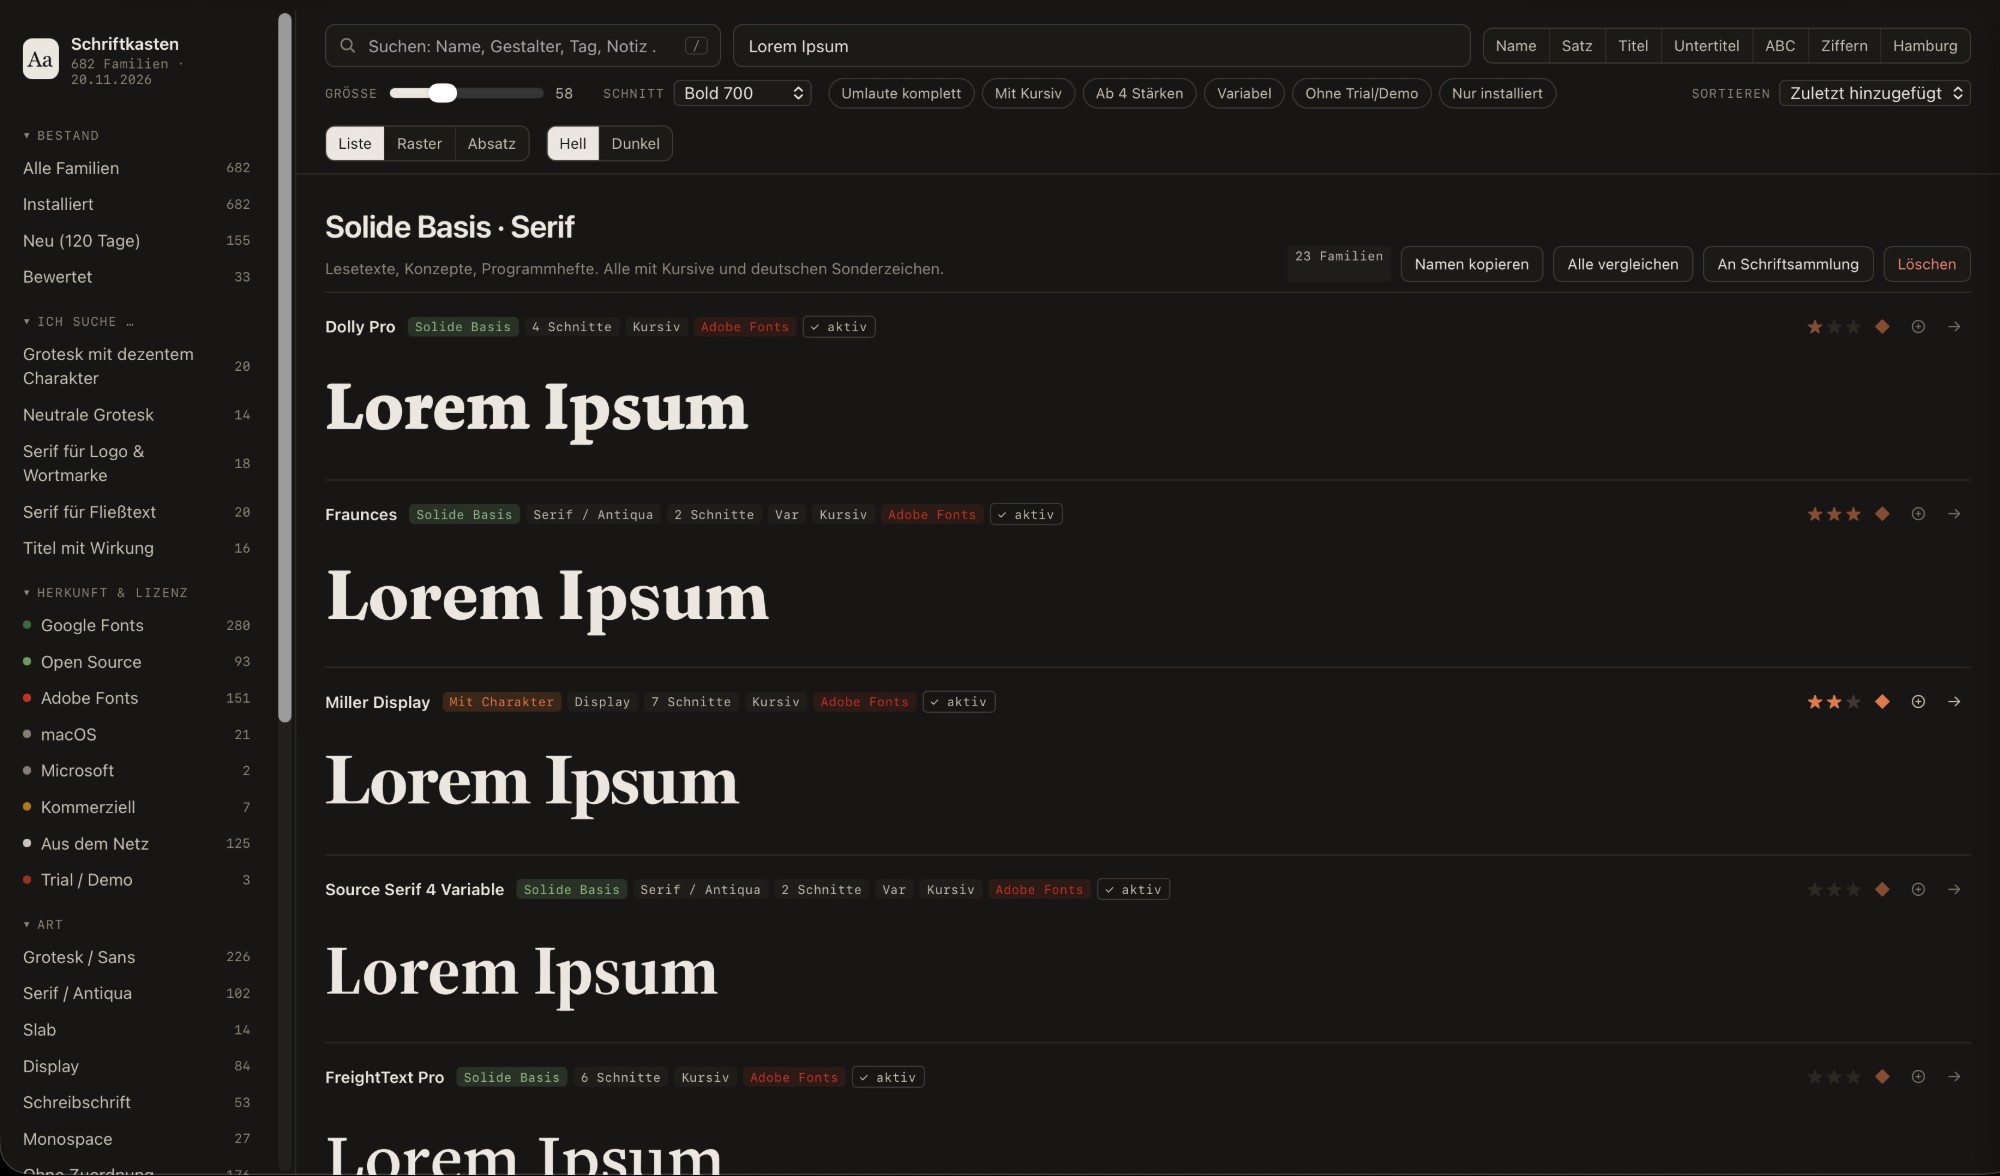 Aa
Schriftkasten
682 Familien ·
20.11.2026
▾ BESTAND
Alle Familien 682
Installiert 682
Neu (120 Tage) 155
Bewertet 33
▾ ICH SUCHE …
Grotesk mit dezentem
Charakter 20
Neutrale Grotesk 14
Serif für Logo &
Wortmarke 18
Serif für Fließtext 20
Titel mit Wirkung 16
▾ HERKUNFT & LIZENZ
Google Fonts 280
Open Source 93
Adobe Fonts 151
macOS 21
Microsoft 2
Kommerziell 7
Aus dem Netz 125
Trial / Demo 3
▾ ART
Grotesk / Sans 226
Serif / Antiqua 102
Slab 14
Display 84
Schreibschrift 53
Monospace 27
Suchen: Name, Gestalter, Tag, Notiz . /
Lorem Ipsum
Name Satz Titel Untertitel ABC Ziffern Hamburg
GRÖSSE 58 SCHNITT Bold 700 Umlaute komplett Mit Kursiv Ab 4 Stärken Variabel Ohne Trial/Demo Nur installiert SORTIEREN Zuletzt hinzugefügt
Liste Raster Absatz Hell Dunkel
Solide Basis · Serif
Lesetexte, Konzepte, Programmhefte. Alle mit Kursive und deutschen Sonderzeichen.
23 Familien Namen kopieren Alle vergleichen An Schriftsammlung Löschen
Dolly Pro Solide Basis 4 Schnitte Kursiv Adobe Fonts ✓ aktiv
Lorem Ipsum
Fraunces Solide Basis Serif / Antiqua 2 Schnitte Var Kursiv Adobe Fonts ✓ aktiv
Lorem Ipsum
Miller Display Mit Charakter Display 7 Schnitte Kursiv Adobe Fonts ✓ aktiv
Lorem Ipsum
Source Serif 4 Variable Solide Basis Serif / Antiqua 2 Schnitte Var Kursiv Adobe Fonts ✓ aktiv
Lorem Ipsum
FreightText Pro Solide Basis 6 Schnitte Kursiv Adobe Fonts ✓ aktiv
Lorem Ipsum